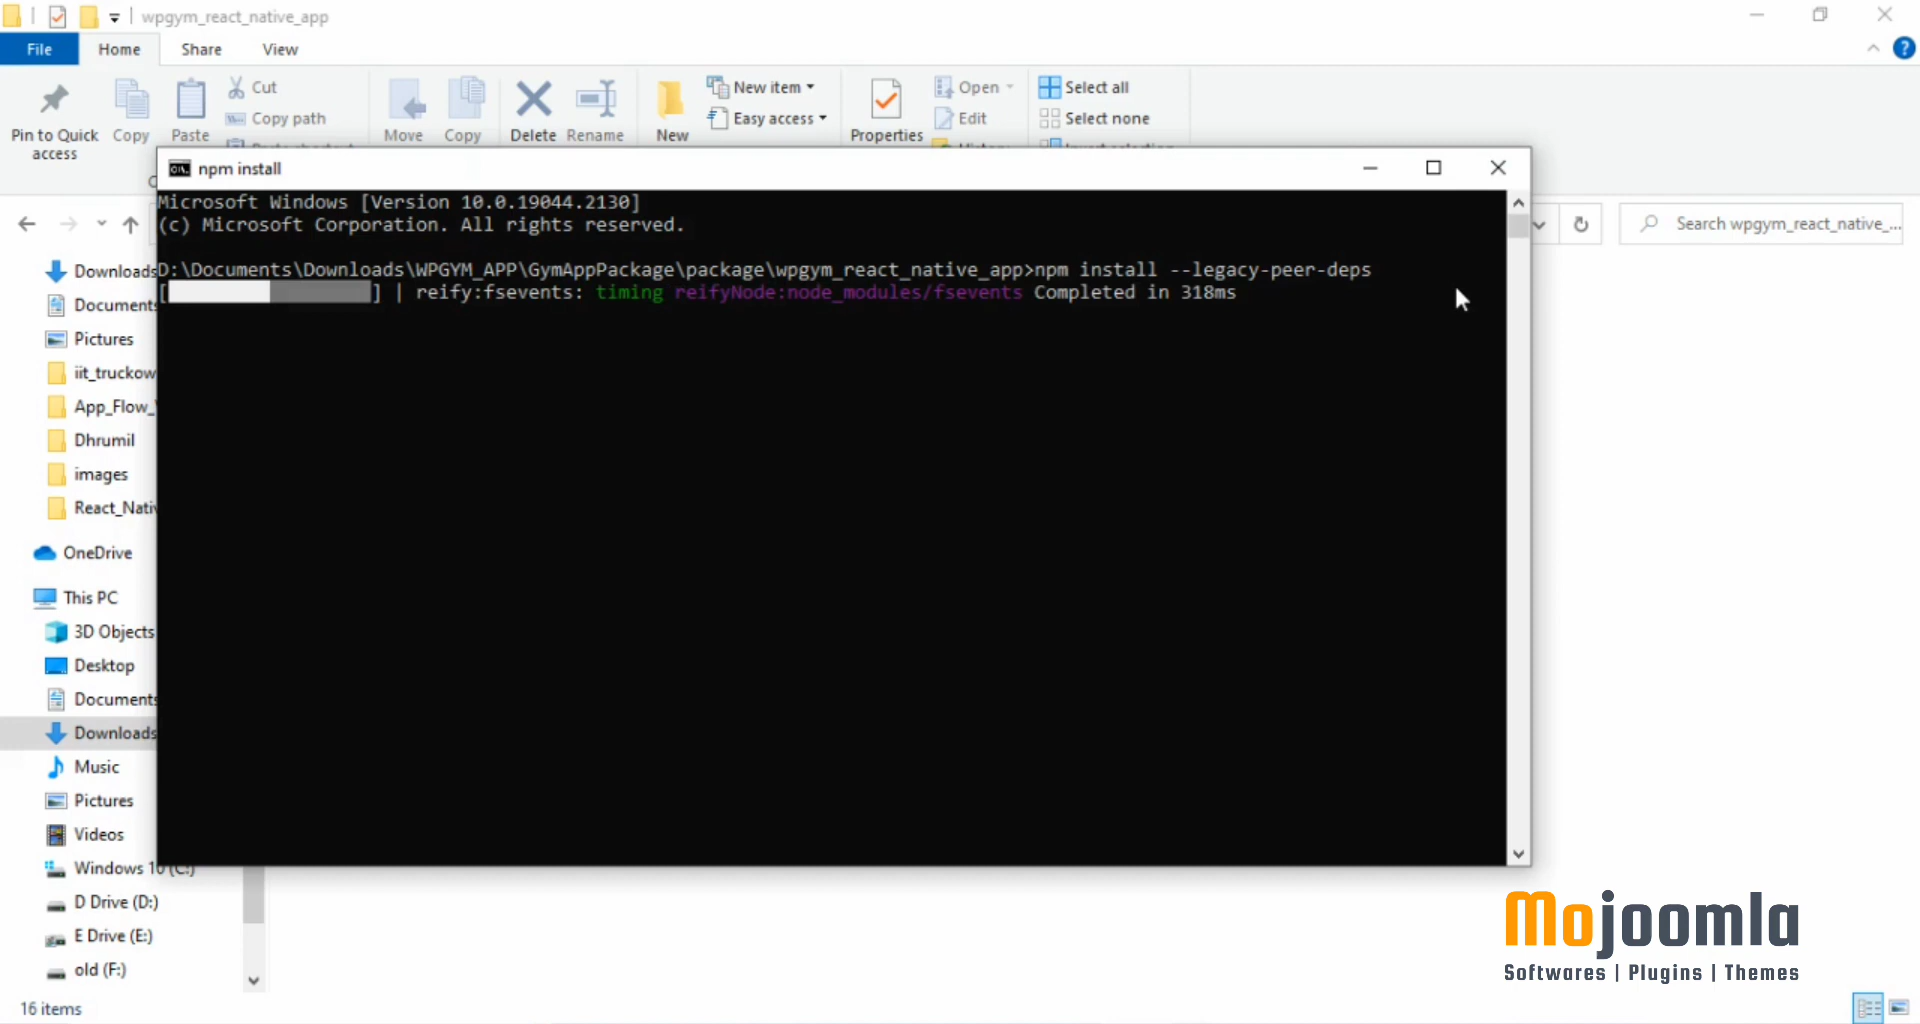 wpgym_react_native_app
File
Home
Share
View
Pin to Quick
access
Copy
Paste
Cut
Copy path
Move
Copy
Delete
Rename
New
New item
Easy access
Properties
Open
Edit
Select all
Select none
npm install
Microsoft Windows [Version 10.0.19044.2130]
(c) Microsoft Corporation. All rights reserved.
D:\Documents\Downloads\WPGYM_APP\GymAppPackage\package\wpgym_react_native_app>npm install --legacy-peer-deps
[ ] | reify:fsevents: timing reifyNode:node_modules/fsevents Completed in 318ms
Search wpgym_react_native_...
Downloads
Documents
Pictures
iit_truckow
App_Flow_
Dhrumil
images
React_Nati
OneDrive
This PC
3D Objects
Desktop
Documents
Downloads
Music
Pictures
Videos
Windows 10 (C:)
D Drive (D:)
E Drive (E:)
old (F:)
16 items
Mojoomla
Softwares | Plugins | Themes